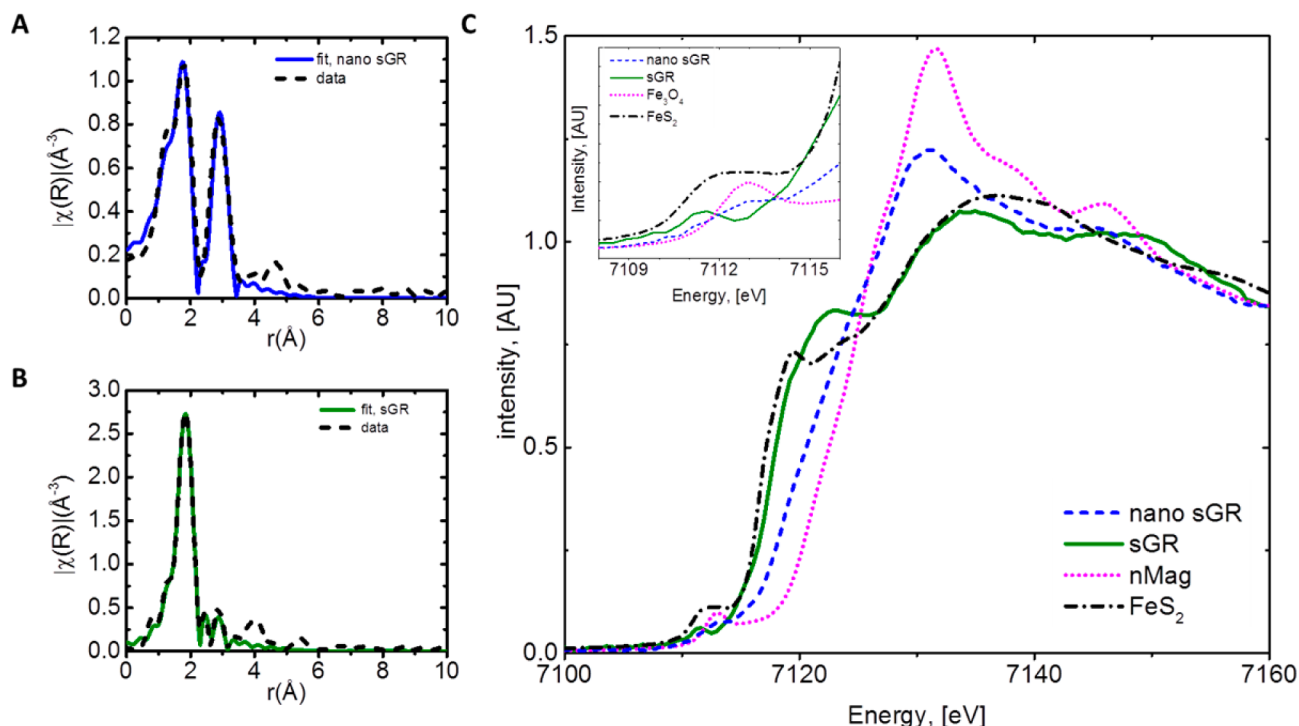 A
1.2
1.0
0.8
0.6
0.4
0.2
0.0
|χ(R)|(Å⁻³)
fit, nano sGR
data
0 2 4 6 8 10
r(Å)
B
3.0
2.5
2.0
1.5
1.0
0.5
0.0
|χ(R)|(Å⁻³)
fit, sGR
data
0 2 4 6 8 10
r(Å)
C
1.5
1.0
0.5
0.0
intensity, [AU]
nano sGR
sGR
Fe₃O₄
FeS₂
Intensity, [AU]
7109 7112 7115
Energy, [eV]
nano sGR
sGR
nMag
FeS₂
7100 7120 7140 7160
Energy, [eV]